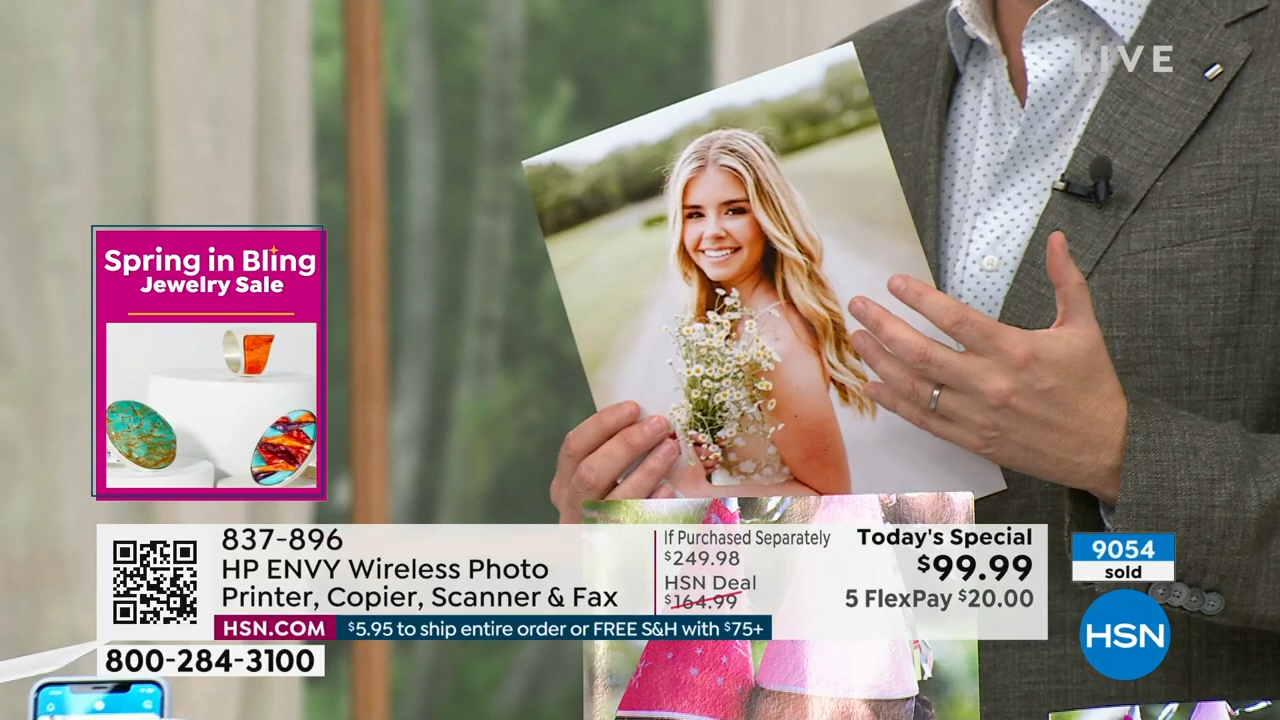 LIVE
Spring in Bling
Jewelry Sale
837-896
HP ENVY Wireless Photo
Printer, Copier, Scanner & Fax
If Purchased Separately
$249.98
HSN Deal
$164.99
Today's Special
$99.99
5 FlexPay $20.00
9054
sold
HSN.COM
$5.95 to ship entire order or FREE S&H with $75+
800-284-3100
HSN